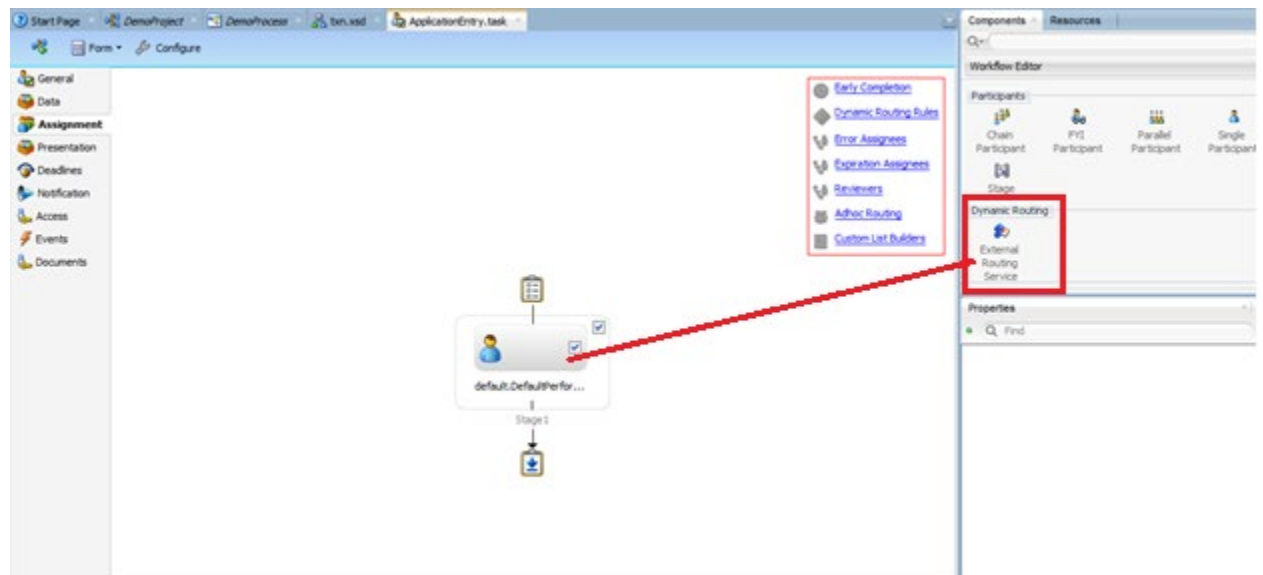 Start Page DemoProject DemoProcess txn.xsd ApplicationEntry.task
Form Configure
General
Data
Assignment
Presentation
Deadlines
Notification
Access
Events
Documents
Early Completion
Dynamic Routing Rules
Error Assignees
Expiration Assignees
Reviewers
Adhoc Routing
Custom List Builders
default.DefaultPerfor...
Stage1
Components Resources
Workflow Editor
Participants
Chain Participant
FYI Participant
Parallel Participant
Single Participant
Stage
Dynamic Routing
External
Routing
Service
Properties
Find